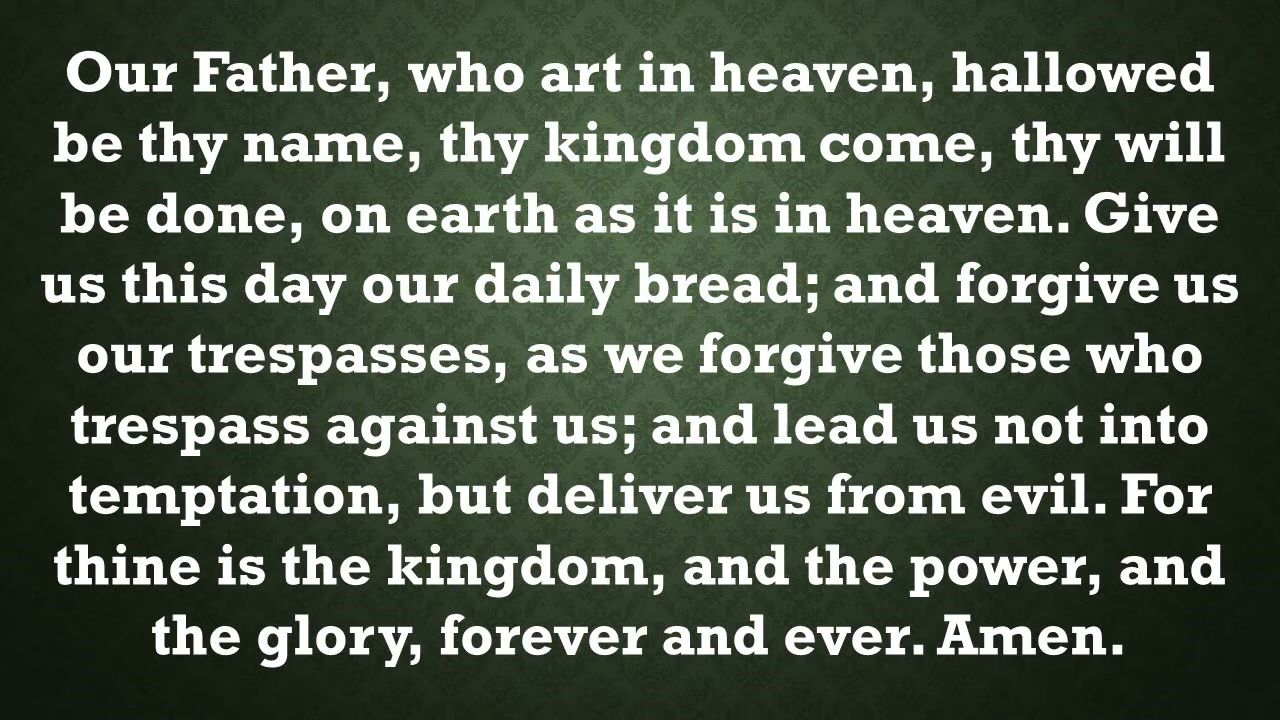 Our Father, who art in heaven, hallowed
be thy name, thy kingdom come, thy will
be done, on earth as it is in heaven. Give
us this day our daily bread; and forgive us
our trespasses, as we forgive those who
trespass against us; and lead us not into
temptation, but deliver us from evil. For
thine is the kingdom, and the power, and
the glory, forever and ever. Amen.